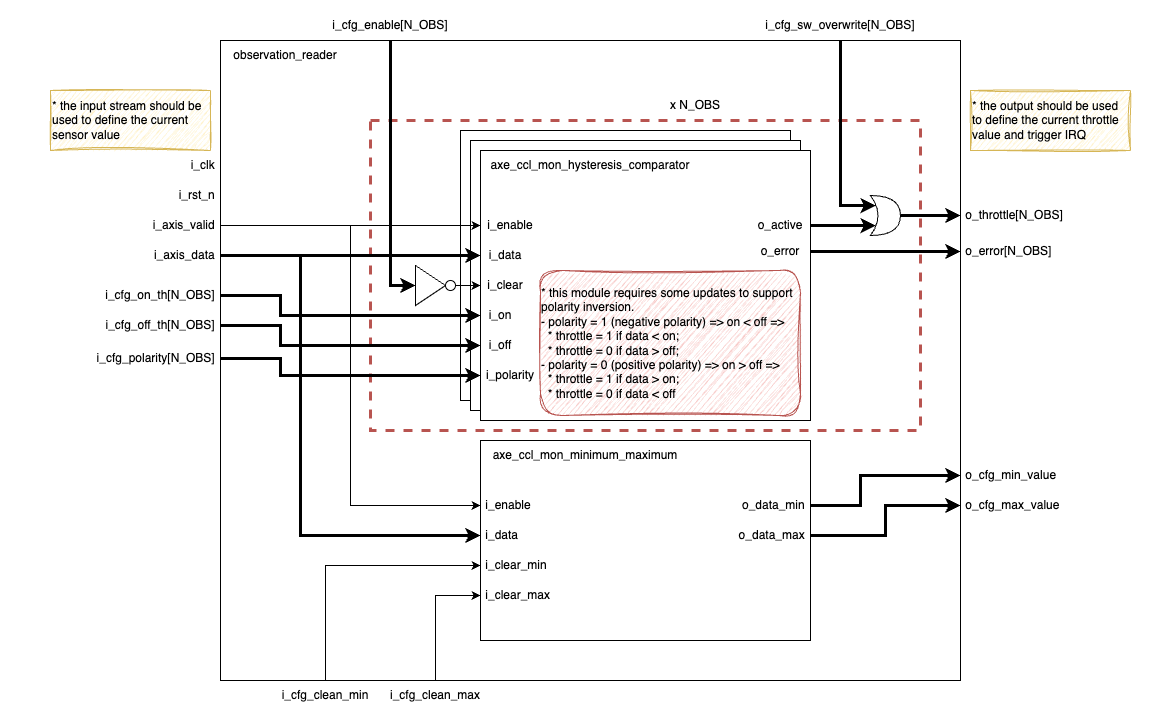 i_cfg_enable[N_OBS]
i_cfg_sw_overwrite[N_OBS]
observation_reader
* the input stream should be
used to define the current
sensor value
x N_OBS
* the output should be used
to define the current throttle
value and trigger IRQ
i_clk
i_rst_n
i_axis_valid
i_axis_data
i_cfg_on_th[N_OBS]
i_cfg_off_th[N_OBS]
i_cfg_polarity[N_OBS]
axe_ccl_mon_hysteresis_comparator
i_enable
i_data
i_clear
i_on
i_off
i_polarity
o_active
o_error
* this module requires some updates to support
polarity inversion.
- polarity = 1 (negative polarity) => on < off =>
* throttle = 1 if data < on;
* throttle = 0 if data > off;
- polarity = 0 (positive polarity) => on > off =>
* throttle = 1 if data > on;
* throttle = 0 if data < off
o_throttle[N_OBS]
o_error[N_OBS]
axe_ccl_mon_minimum_maximum
i_enable
i_data
i_clear_min
i_clear_max
o_data_min
o_data_max
o_cfg_min_value
o_cfg_max_value
i_cfg_clean_min
i_cfg_clean_max